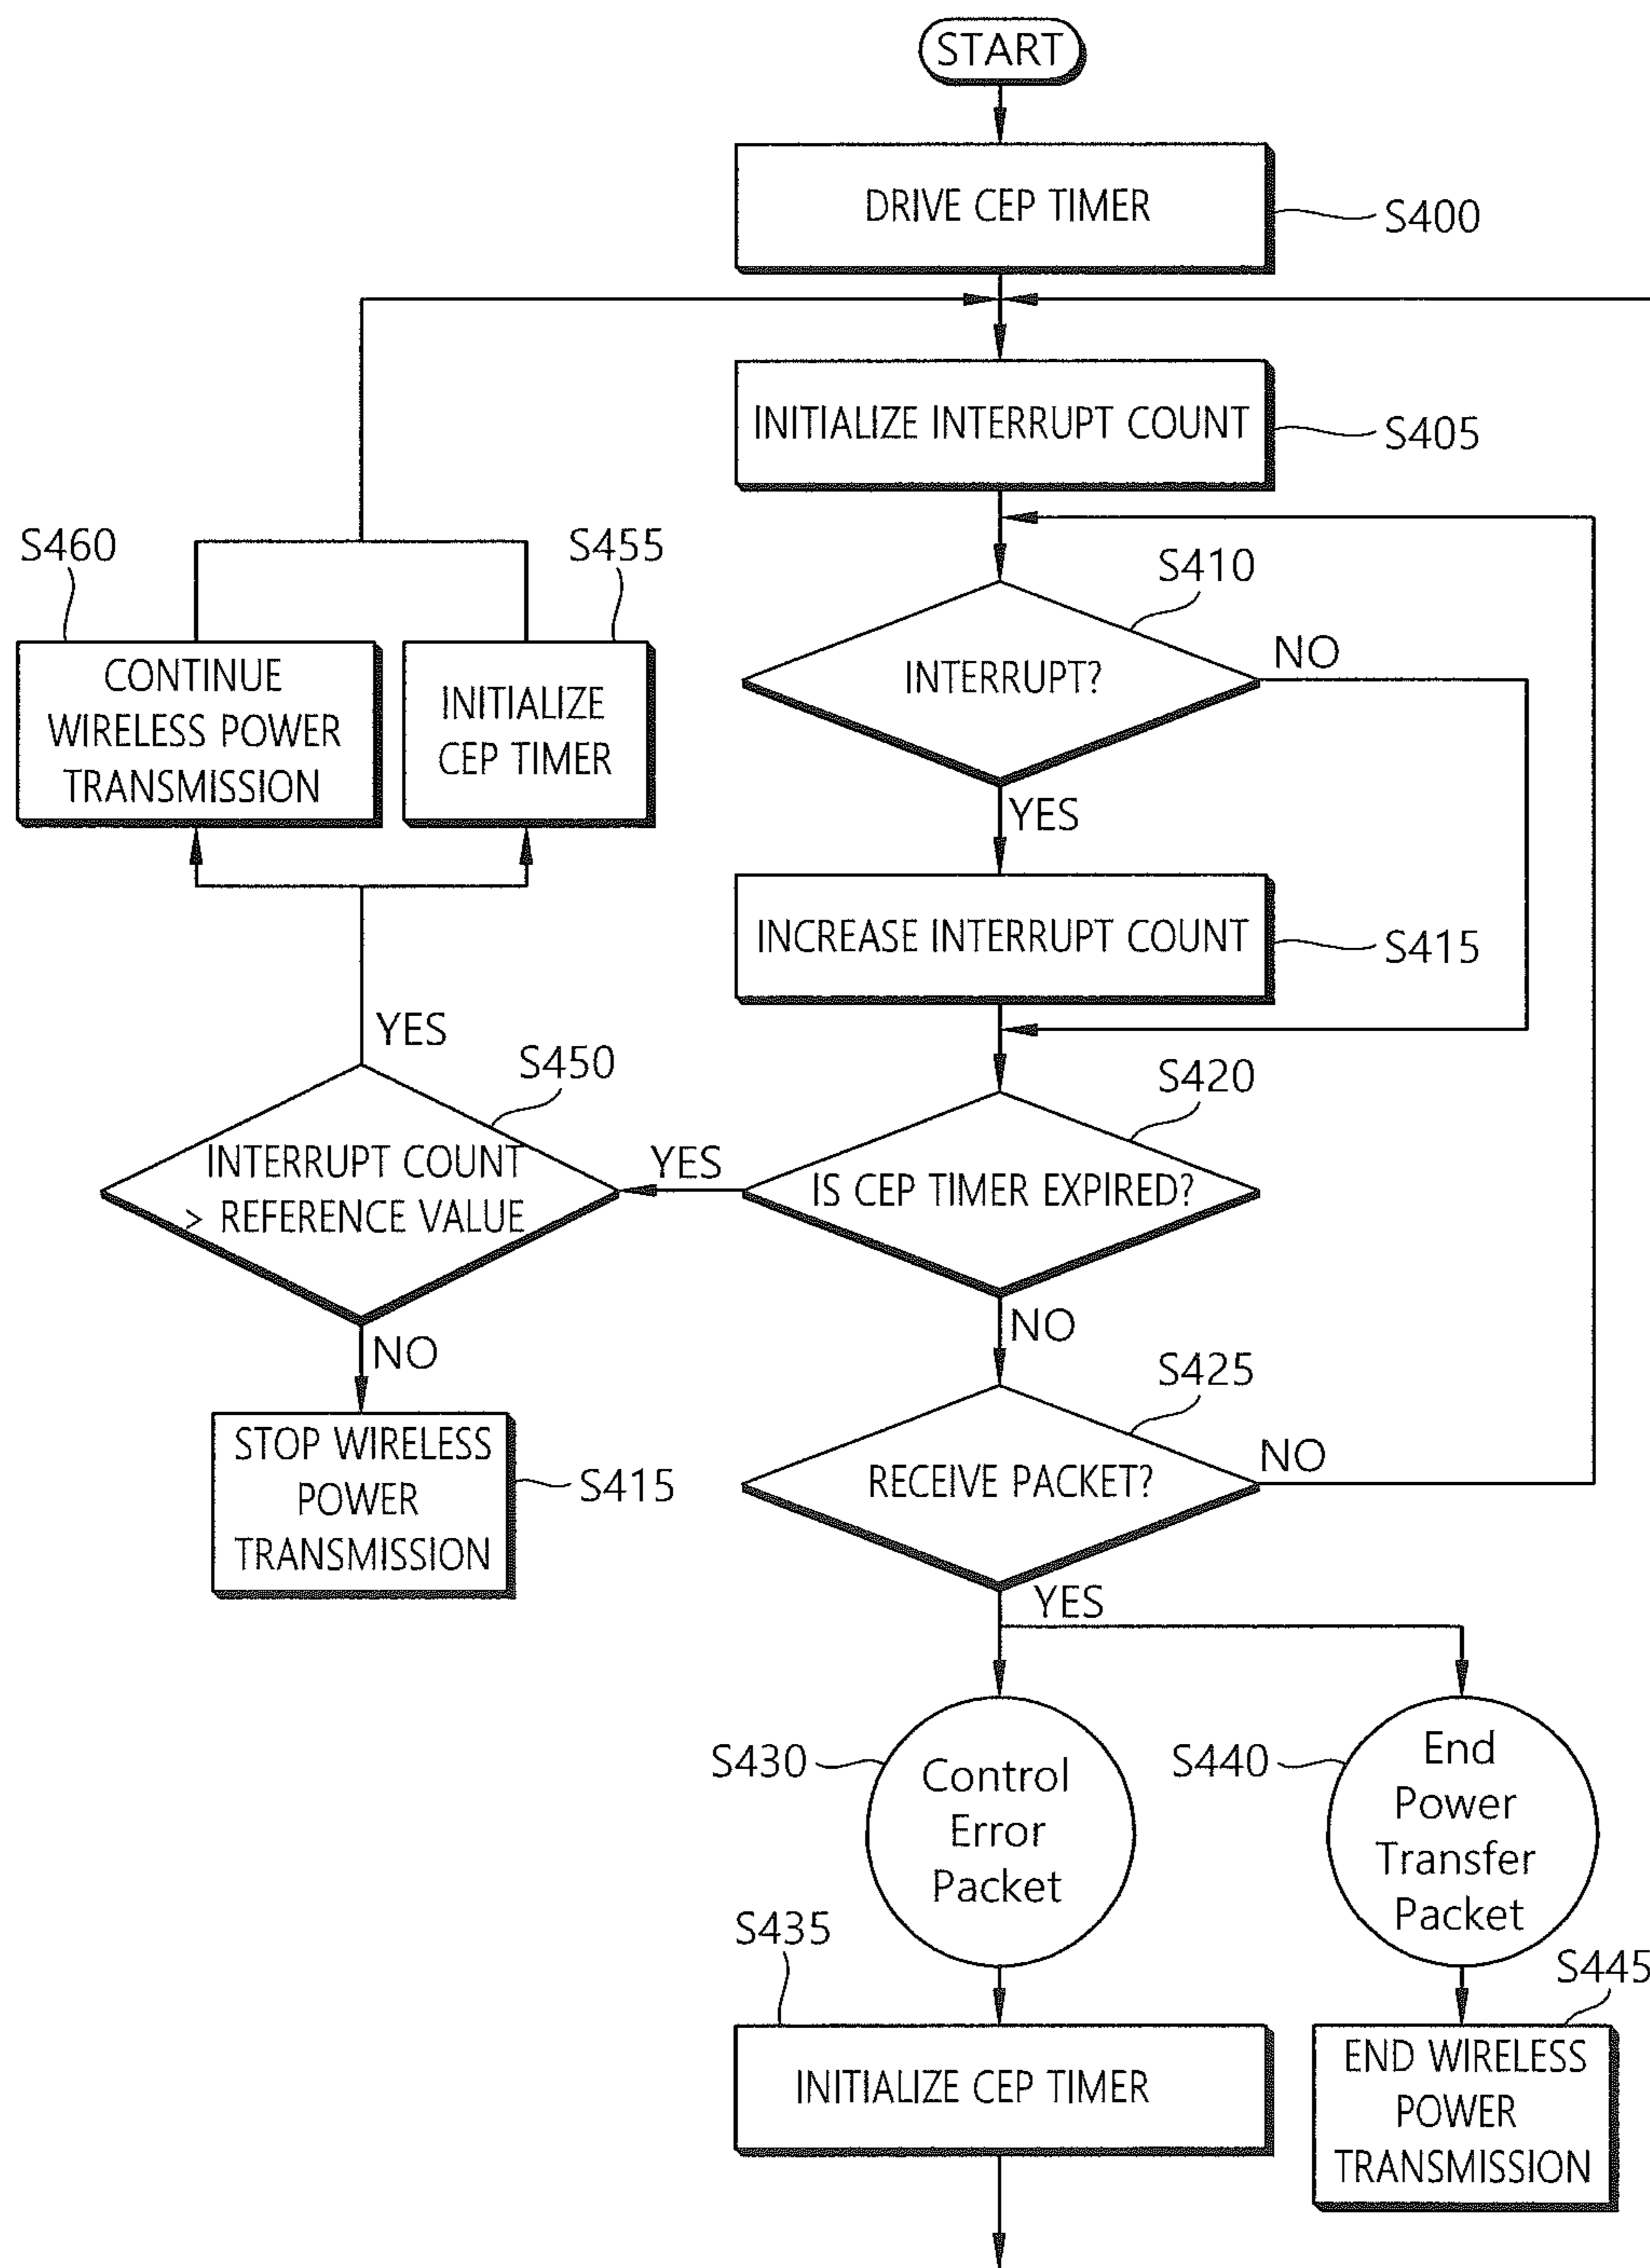 START
DRIVE CEP TIMER
S400
INITIALIZE INTERRUPT COUNT
S405
S460
S455
S410
CONTINUE
WIRELESS POWER
TRANSMISSION
INITIALIZE
CEP TIMER
INTERRUPT?
NO
YES
INCREASE INTERRUPT COUNT
S415
YES
S450
S420
INTERRUPT COUNT
> REFERENCE VALUE
YES
IS CEP TIMER EXPIRED?
NO
NO
S425
STOP WIRELESS
POWER
TRANSMISSION
S415
RECEIVE PACKET?
NO
YES
S430
Control
Error
Packet
S440
End
Power
Transfer
Packet
S435
S445
INITIALIZE CEP TIMER
END WIRELESS
POWER
TRANSMISSION